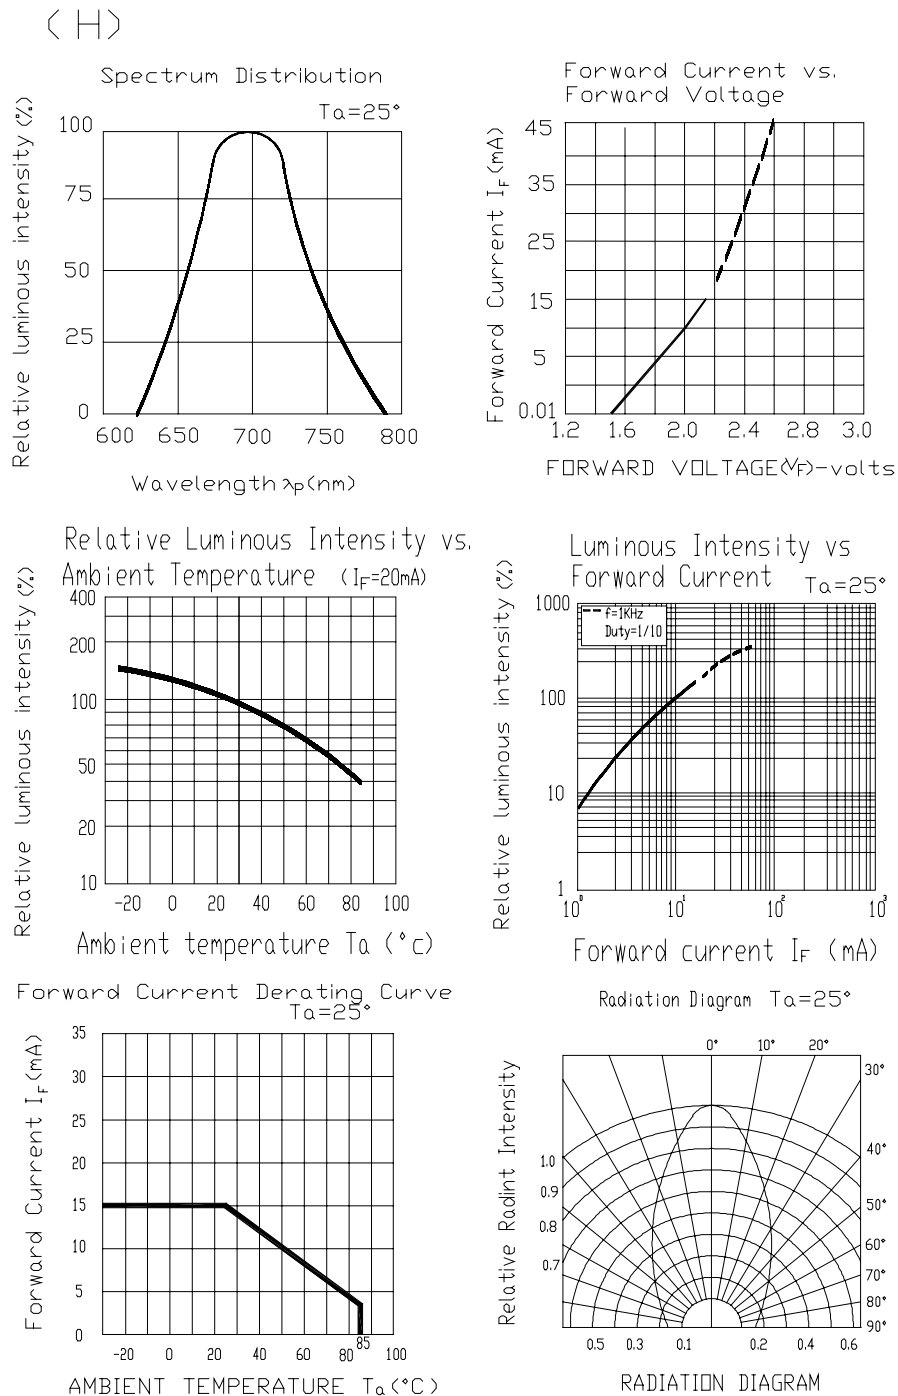 (H)
Spectrum Distribution
Ta=25°
Relative luminous intensity (%)
100
75
50
25
0
600 650 700 750 800
Wavelength λP(nm)
Forward Current vs.
Forward Voltage
Forward Current IF(mA)
45
35
25
15
5
0.01
1.2 1.6 2.0 2.4 2.8 3.0
FORWARD VOLTAGE(VF)-volts
Relative Luminous Intensity vs.
Ambient Temperature (IF=20mA)
Relative luminous intensity (%)
400
200
100
50
20
10
-20 0 20 40 60 80 100
Ambient temperature Ta (°c)
Luminous Intensity vs
Forward Current Ta=25°
Relative luminous intensity (%)
f=1KHz
Duty=1/10
1000
100
10
1
10⁰ 10¹ 10² 10³
Forward current IF (mA)
Forward Current Derating Curve
Ta=25°
Forward Current IF(mA)
35
30
25
20
15
10
5
0
-20 0 20 40 60 80 85 100
AMBIENT TEMPERATURE Ta(°C)
Radiation Diagram Ta=25°
Relative Radint Intensity
0° 10° 20°
30°
40°
50°
60°
70°
80°
90°
1.0
0.9
0.8
0.7
0.5 0.3 0.1 0.2 0.4 0.6
RADIATION DIAGRAM